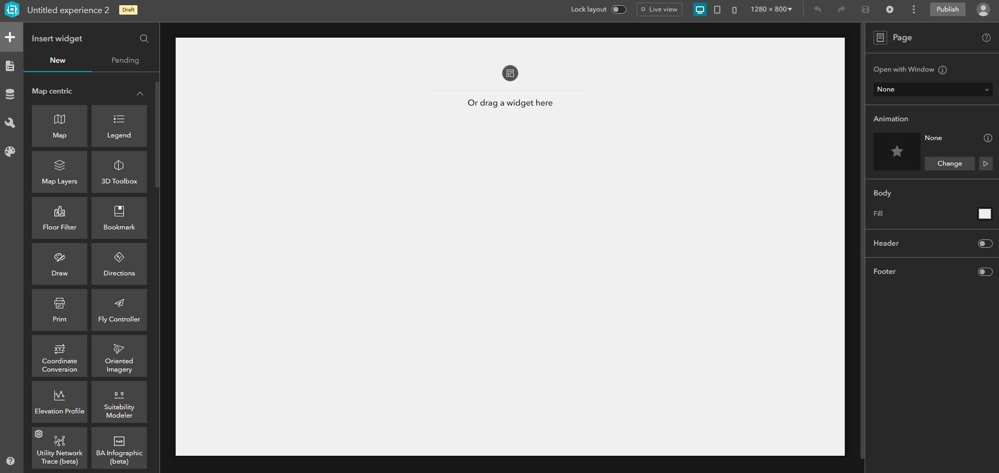 Untitled experience 2
Draft
Lock layout
Live view
1280 × 800
Publish
Insert widget
New
Pending
Map centric
Map
Legend
Map Layers
3D Toolbox
Floor Filter
Bookmark
Draw
Directions
Print
Fly Controller
XYZ
Coordinate
Conversion
Oriented
Imagery
Elevation Profile
0 9
Suitability
Modeler
Utility Network
Trace (beta)
BA Infographic
(beta)
Or drag a widget here
Page
Open with Window
None
Animation
None
Change
Body
Fill
Header
Footer